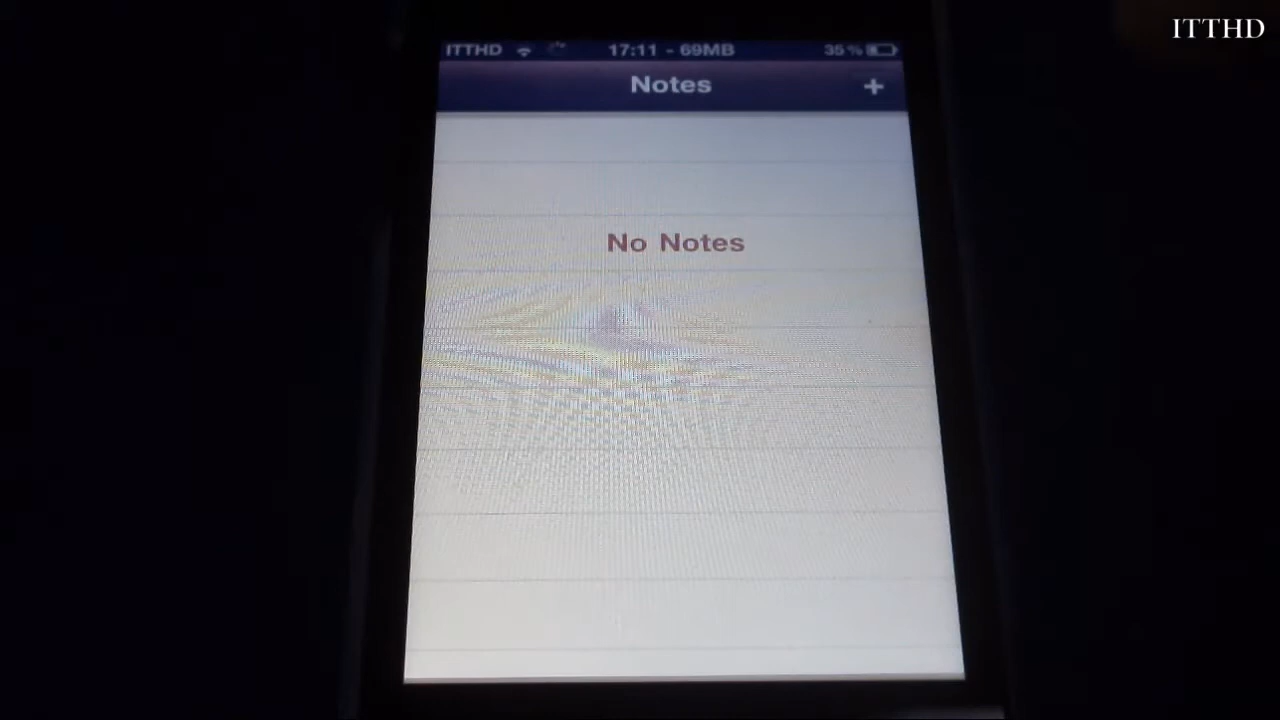 ITTHD
ITTHD 17:11 - 69MB 35%
Notes +
No Notes